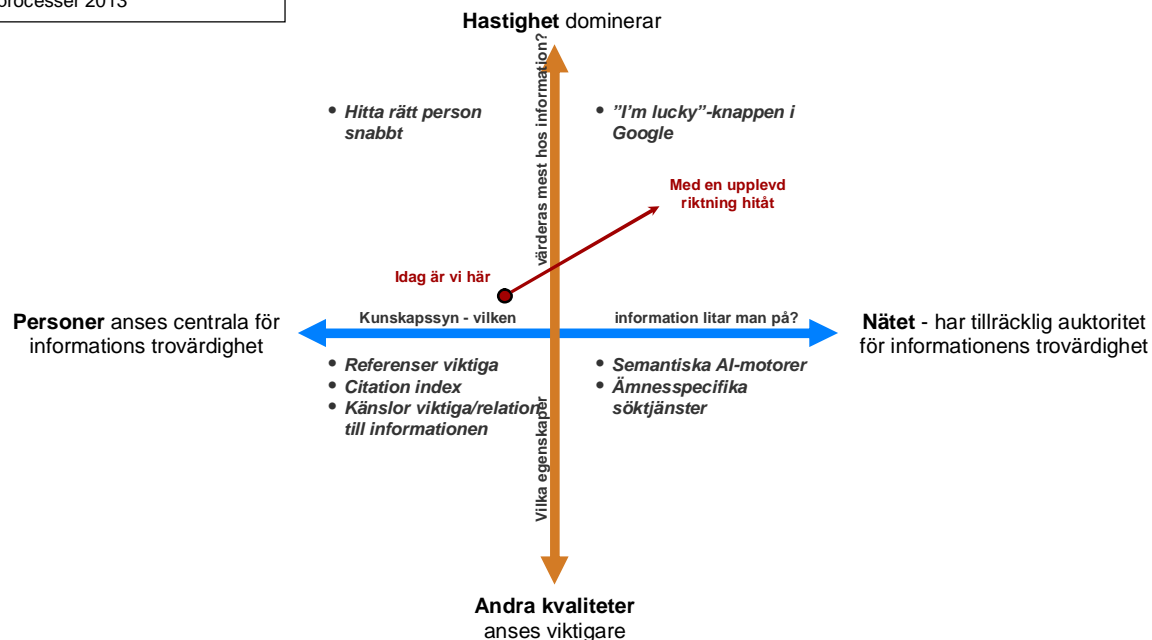 processer 2013
Hastighet dominerar
värderas mest hos information?
• Hitta rätt person
snabbt
• ”I’m lucky”-knappen i
Google
Med en upplevd
riktning hitåt
Idag är vi här
Personer anses centrala för
informations trovärdighet
Kunskapssyn - vilken
information litar man på?
Nätet - har tillräcklig auktoritet
för informationens trovärdighet
• Referenser viktiga
• Citation index
• Känslor viktiga/relation
till informationen
• Semantiska AI-motorer
• Ämnesspecifika
söktjänster
Vilka egenskaper
Andra kvaliteter
anses viktigare